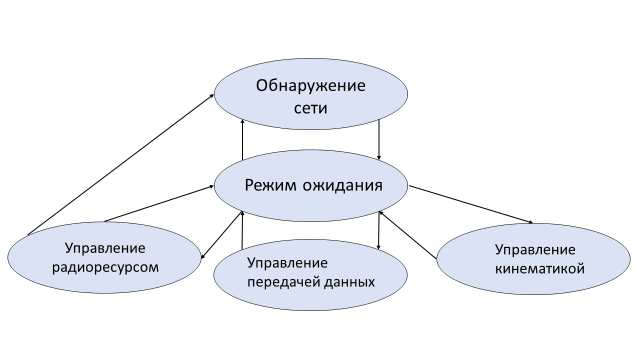 Обнаружение
сети
Режим ожидания
Управление
радиоресурсом
Управление
передачей данных
Управление
кинематикой